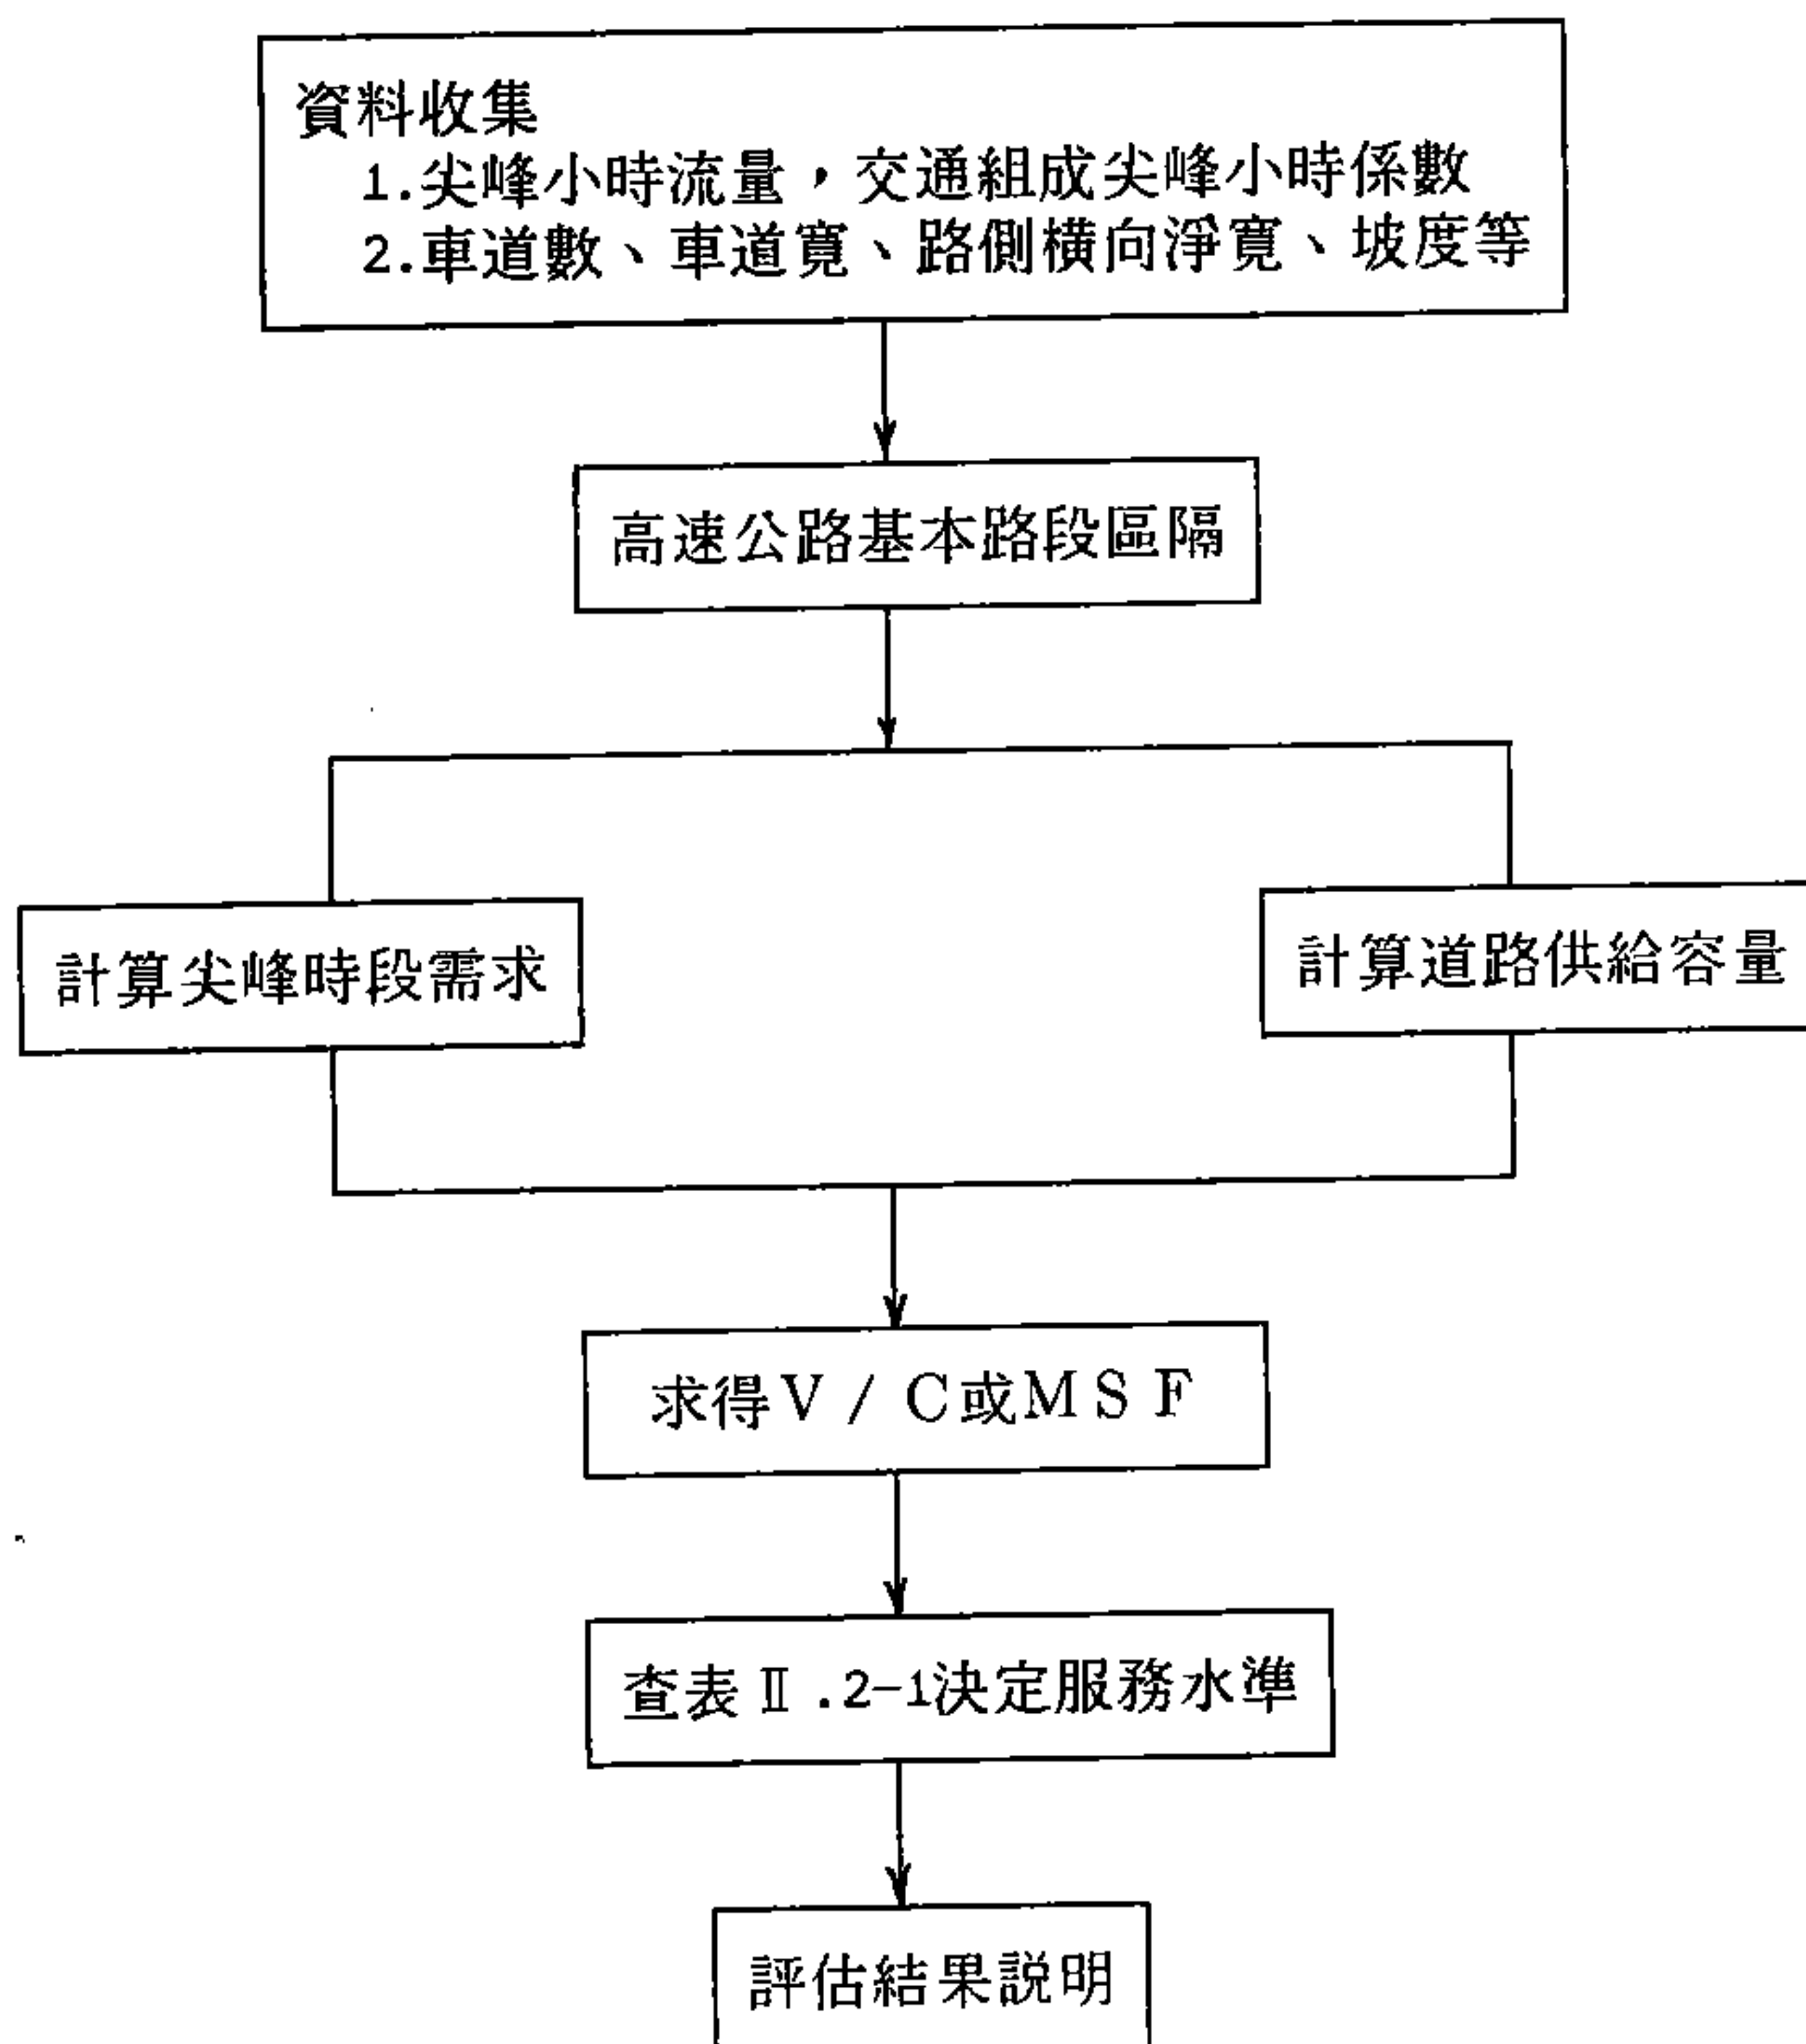 資料收集
1.尖峰小時流量，交通組成尖峰小時係數
2.車道數、車道寬、路側橫向淨寬、坡度等
高速公路基本路段區隔
計算尖峰時段需求
計算道路供給容量
求得V／C或MSF
查表Ⅱ.2-1決定服務水準
評估結果説明